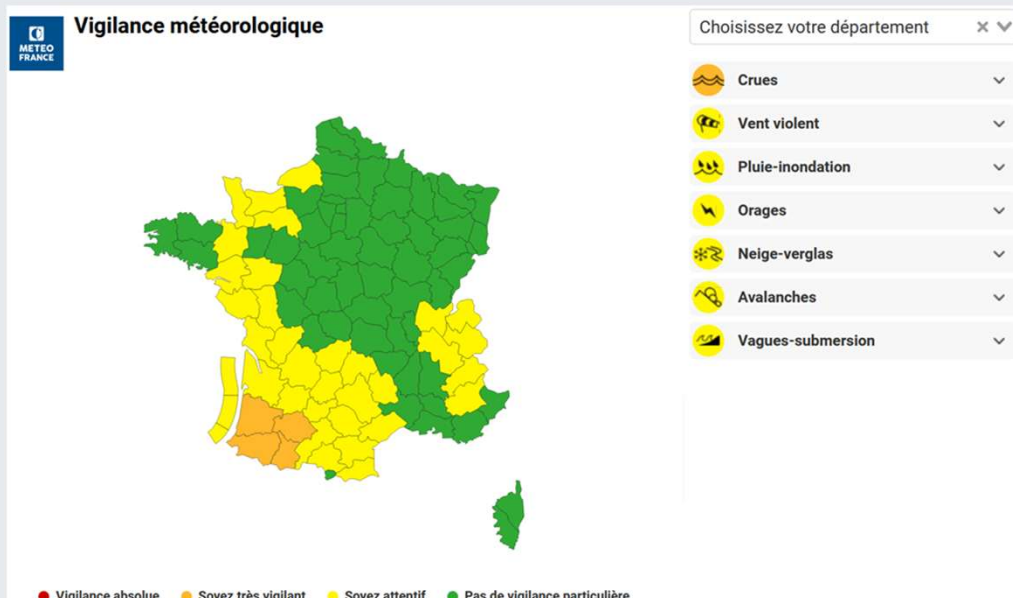 METEO
FRANCE
Vigilance météorologique
Choisissez votre département
Crues
Vent violent
Pluie-inondation
Orages
Neige-verglas
Avalanches
Vagues-submersion
Vigilance absolue
Soyez très vigilant
Soyez attentif
Pas de vigilance particulière